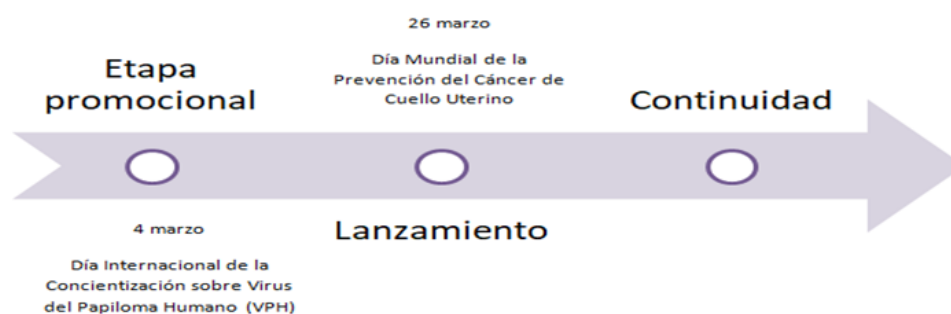 Etapa
promocional
4 marzo
Día Internacional de la
Concientización sobre Virus
del Papiloma Humano (VPH)
26 marzo
Día Mundial de la
Prevención del Cáncer de
Cuello Uterino
Lanzamiento
Continuidad